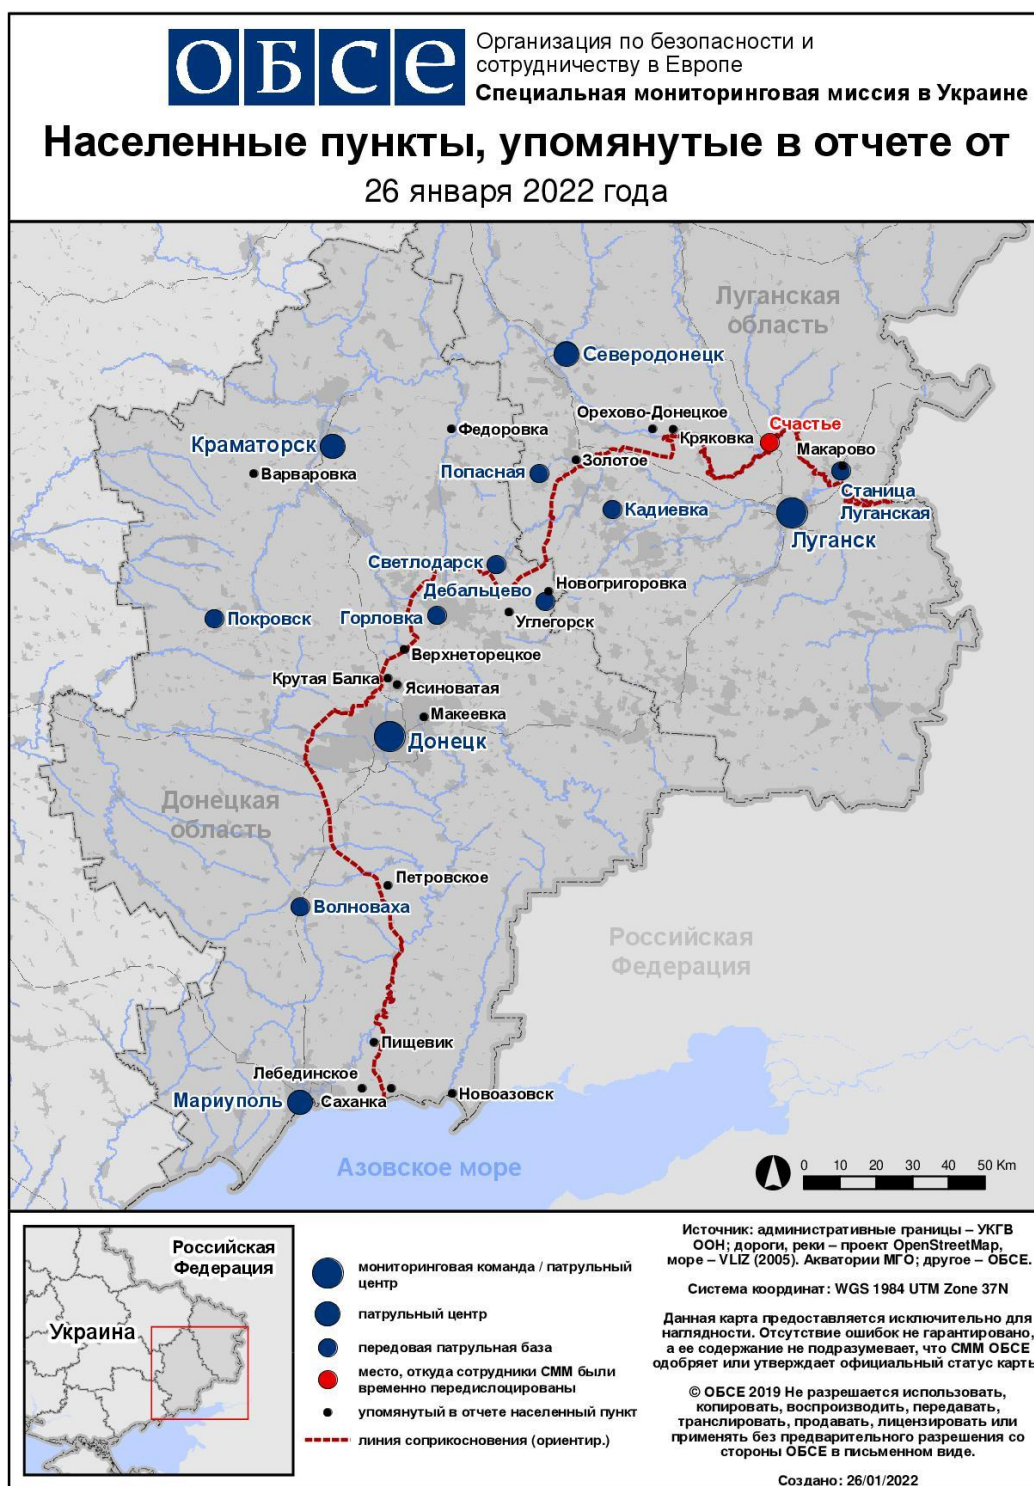 ОБСЕ
Организация по безопасности и
сотрудничеству в Европе
Специальная мониторинговая миссия в Украине
Населенные пункты, упомянутые в отчете от
26 января 2022 года
Луганская
область
Северодонецк
Орехово-Донецкое
Счастье
Федоровка
Кряковка
Краматорск
Макарово
Золотое
Попасная
Варваровка
Станица
Луганская
Кадиевка
Луганск
Светлодарск
Новогригоровка
Дебальцево
Покровск
Горловка
Углегорск
Верхнеторецкое
Крутая Балка
Ясиноватая
Макеевка
Донецк
Донецкая
область
Петровское
Волноваха
Российская
Федерация
Пищевик
Лебединское
Новоазовск
Мариуполь
Саханка
Азовское море
0 10 20 30 40 50 Km
Российская
Федерация
Украина
мониторинговая команда / патрульный
центр
патрульный центр
передовая патрульная база
место, откуда сотрудники СММ были
временно передислоцированы
упомянутый в отчете населенный пункт
линия соприкосновения (ориентир.)
Источник: административные границы – УКГВ
ООН; дороги, реки – проект OpenStreetMap,
море – VLIZ (2005). Акватории МГО; другое – ОБСЕ.
Система координат: WGS 1984 UTM Zone 37N
Данная карта предоставляется исключительно для
наглядности. Отсутствие ошибок не гарантировано,
а ее содержание не подразумевает, что СММ ОБСЕ
одобряет или утверждает официальный статус карты
© ОБСЕ 2019 Не разрешается использовать,
копировать, воспроизводить, передавать,
транслировать, продавать, лицензировать или
применять без предварительного разрешения со
стороны ОБСЕ в письменном виде.
Создано: 26/01/2022